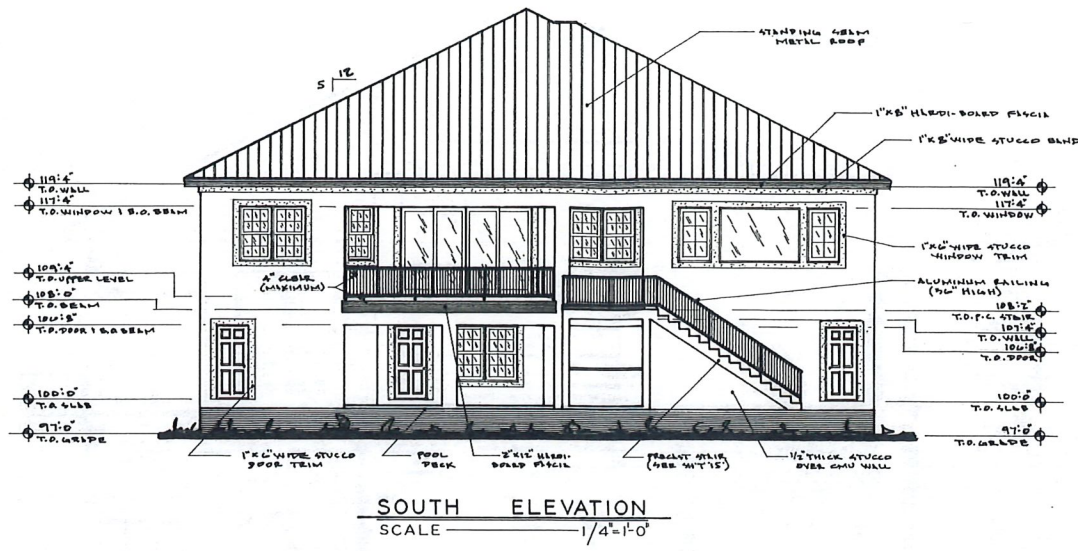 STANDING SEAM
METAL ROOF
12
5
1"X8" HARDI-BOARD FASCIA
1"X8" WIDE STUCCO BAND
119'-4"
T.O. WALL
117'-4"
T.O. WINDOW & B.O. BEAM
119'-4"
T.O. WALL
117'-4"
T.O. WINDOW
1"X6" WIDE STUCCO
WINDOW TRIM
109'-4"
T.O. UPPER LEVEL
108'-0"
T.O. BEAM
106'-8"
T.O. DOOR & B.O. BEAM
4" CLEAR
(MAXIMUM)
ALUMINUM RAILING
(36" HIGH)
108'-2"
T.O.P.C. STAIR
107'-4"
T.O. WALL
106'-8"
T.O. DOOR
100'-0"
T.O. SLAB
97'-0"
T.O. GRADE
100'-0"
T.O. SLAB
97'-0"
T.O. GRADE
1"X6" WIDE STUCCO
DOOR TRIM
POOL
DECK
2"X12" HARDI-
BOARD FASCIA
PRECAST STAIR
(SEE SHT '15')
1/2" THICK STUCCO
OVER CMU WALL
SOUTH ELEVATION
SCALE 1/4"=1'-0"